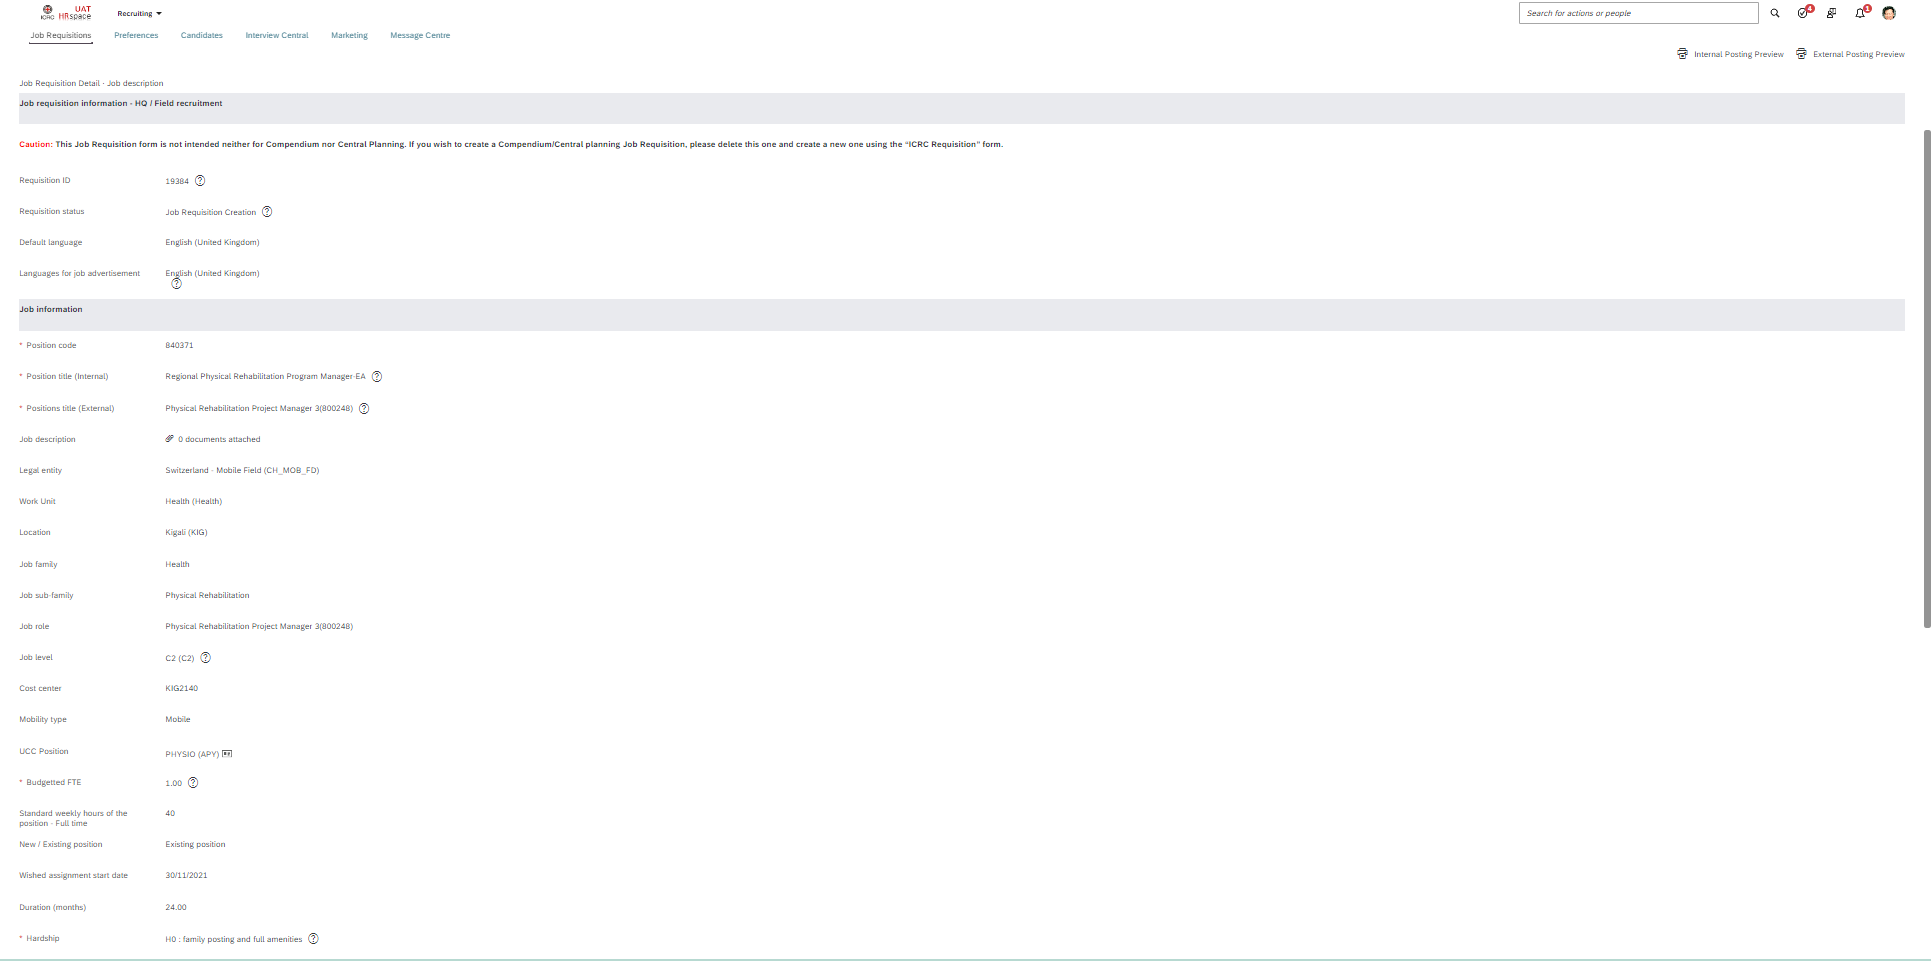 ICRC UAT HRspace Recruiting Search for actions or people 4 1
Job Requisitions Preferences Candidates Interview Central Marketing Message Centre
Internal Posting Preview External Posting Preview
Job Requisition Detail - Job description
Job requisition information - HQ / Field recruitment
Caution: This Job Requisition form is not intended neither for Compendium nor Central Planning. If you wish to create a Compendium/Central planning Job Requisition, please delete this one and create a new one using the "ICRC Requisition" form.
Requisition ID 19384 ?
Requisition status Job Requisition Creation ?
Default language English (United Kingdom)
Languages for job advertisement English (United Kingdom)
?
Job information
* Position code 840371
* Position title (Internal) Regional Physical Rehabilitation Program Manager-EA ?
* Positions title (External) Physical Rehabilitation Project Manager 3(800248) ?
Job description 0 documents attached
Legal entity Switzerland - Mobile Field (CH_MOB_FD)
Work Unit Health (Health)
Location Kigali (KIG)
Job family Health
Job sub-family Physical Rehabilitation
Job role Physical Rehabilitation Project Manager 3(800248)
Job level C2 (C2) ?
Cost center KIG2140
Mobility type Mobile
UCC Position PHYSIO (APY)
* Budgetted FTE 1.00 ?
Standard weekly hours of the 40
position - Full time
New / Existing position Existing position
Wished assignment start date 30/11/2021
Duration (months) 24.00
* Hardship H0 : family posting and full amenities ?